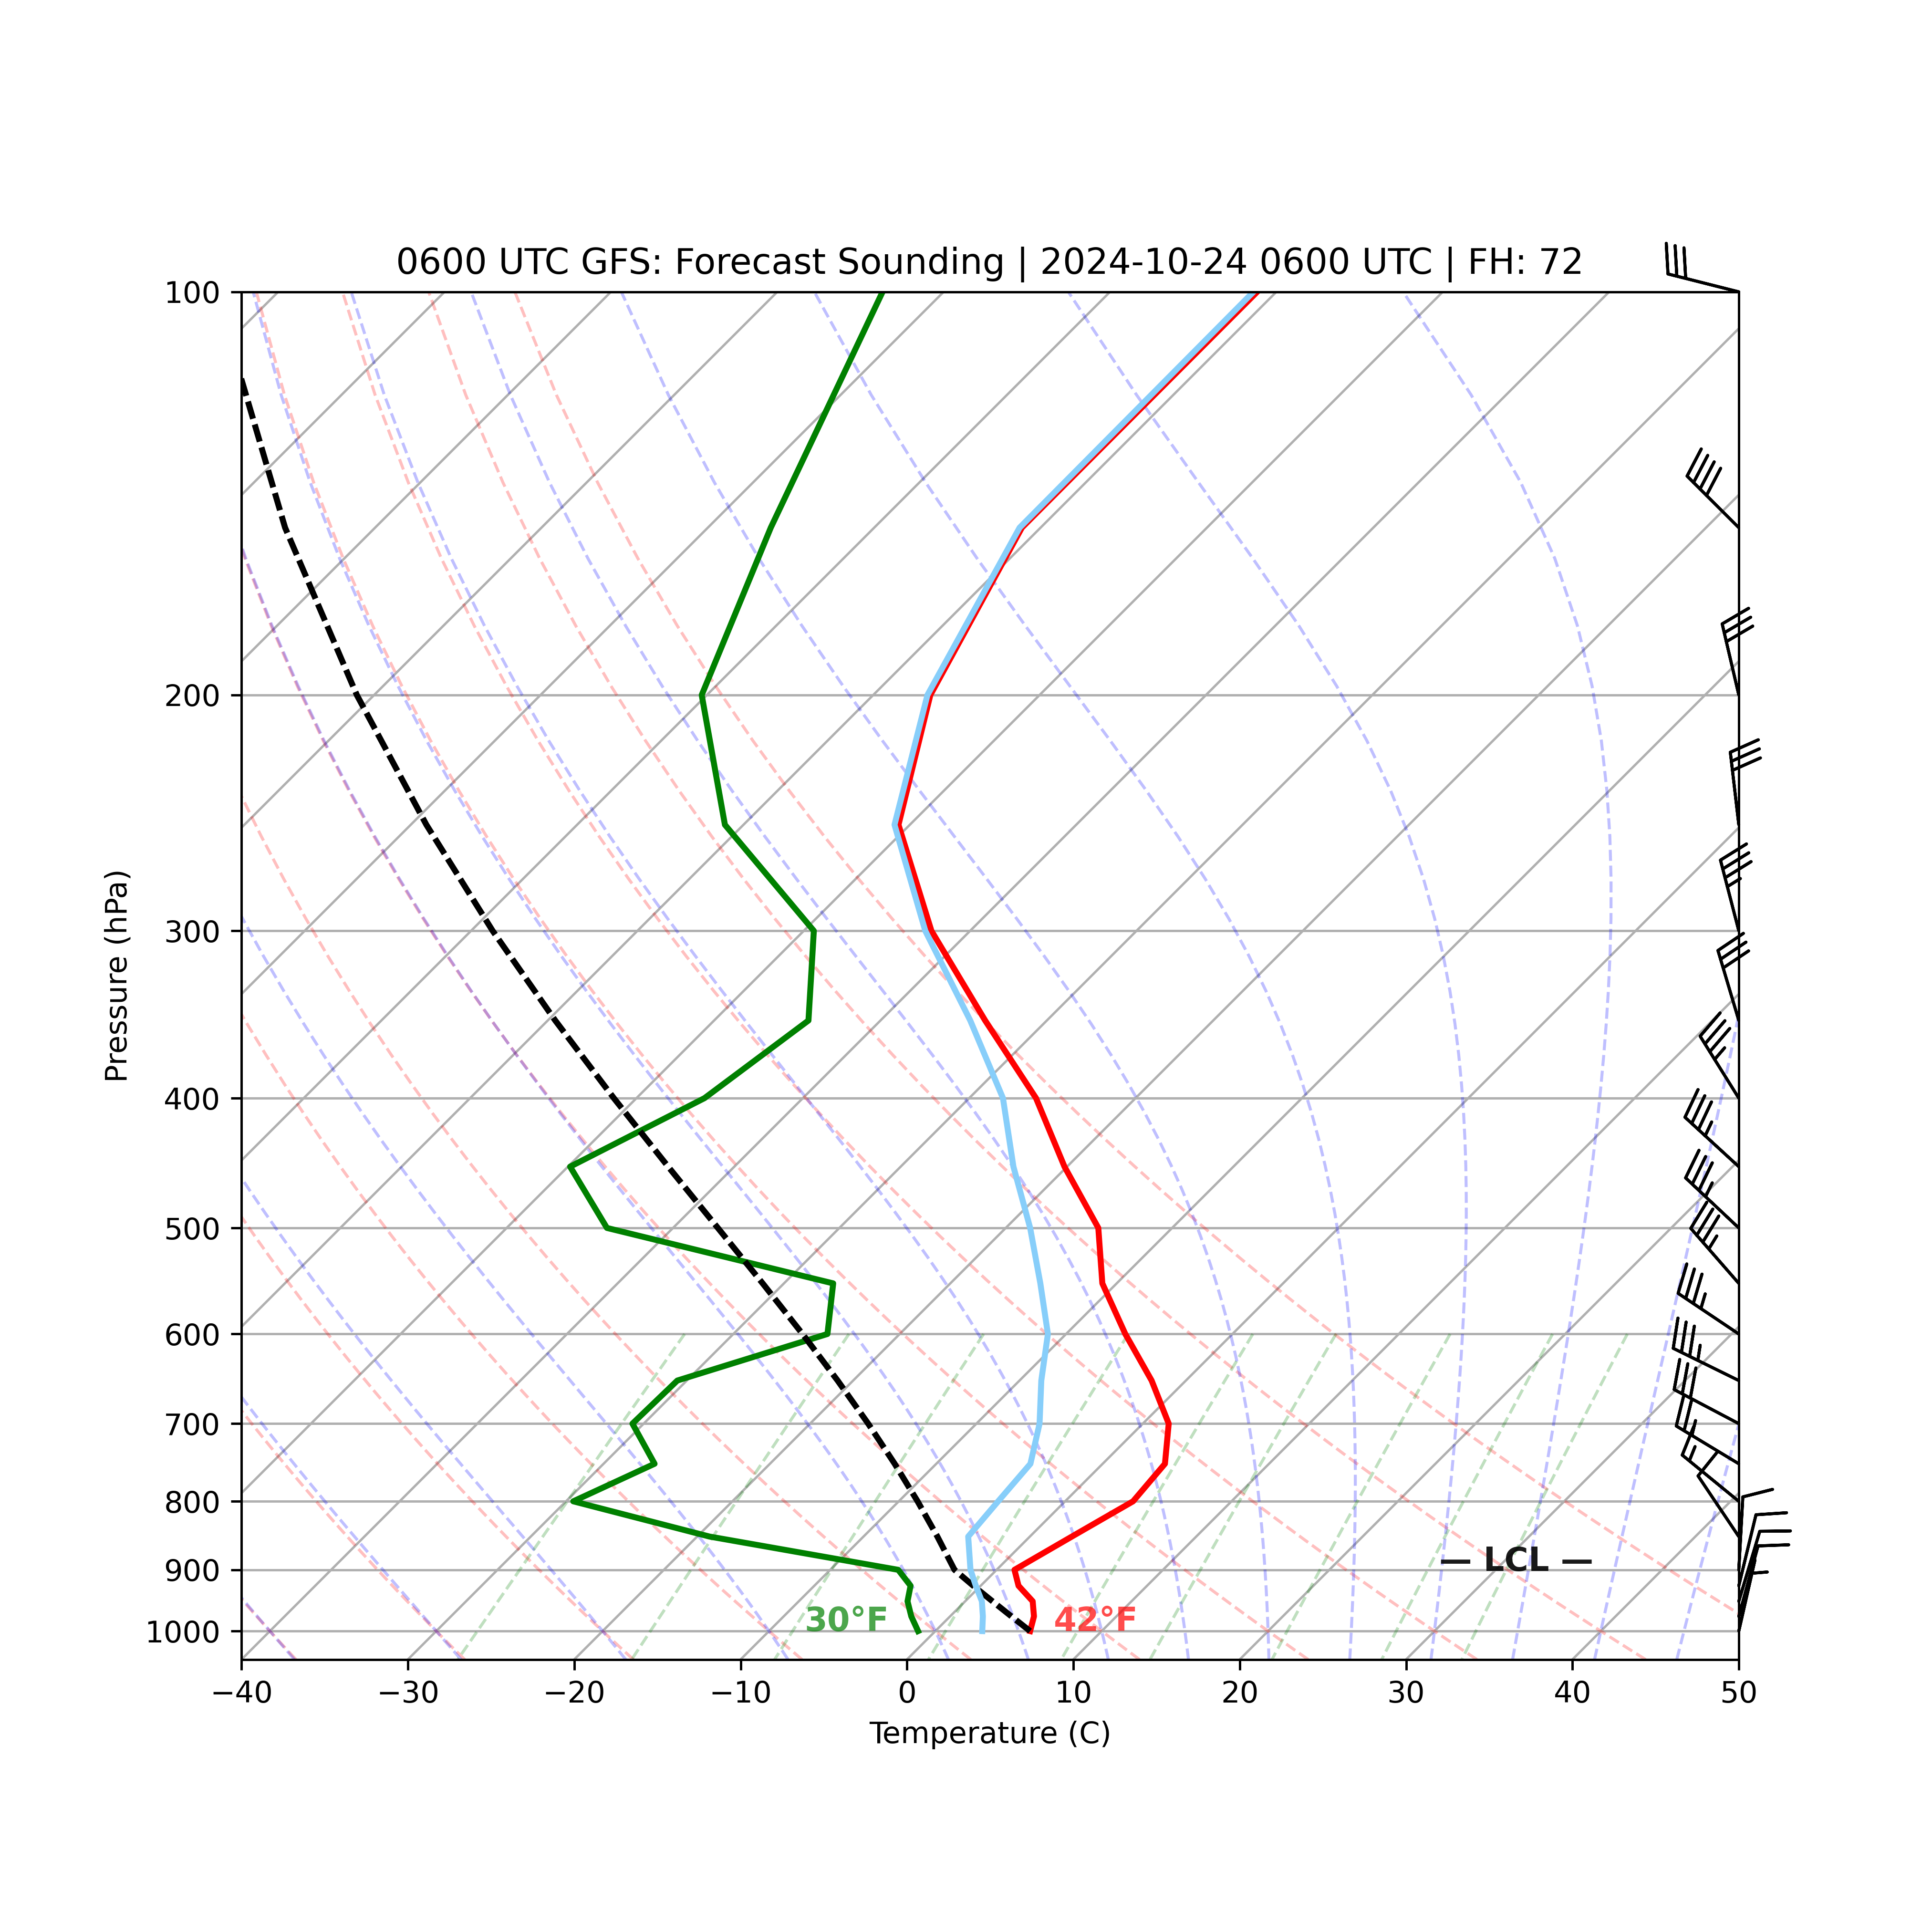 0600 UTC GFS: Forecast Sounding | 2024-10-24 0600 UTC | FH: 72
100
200
300
400
500
600
700
800
900
1000
Pressure (hPa)
— LCL —
30°F
42°F
−40 −30 −20 −10 0 10 20 30 40 50
Temperature (C)